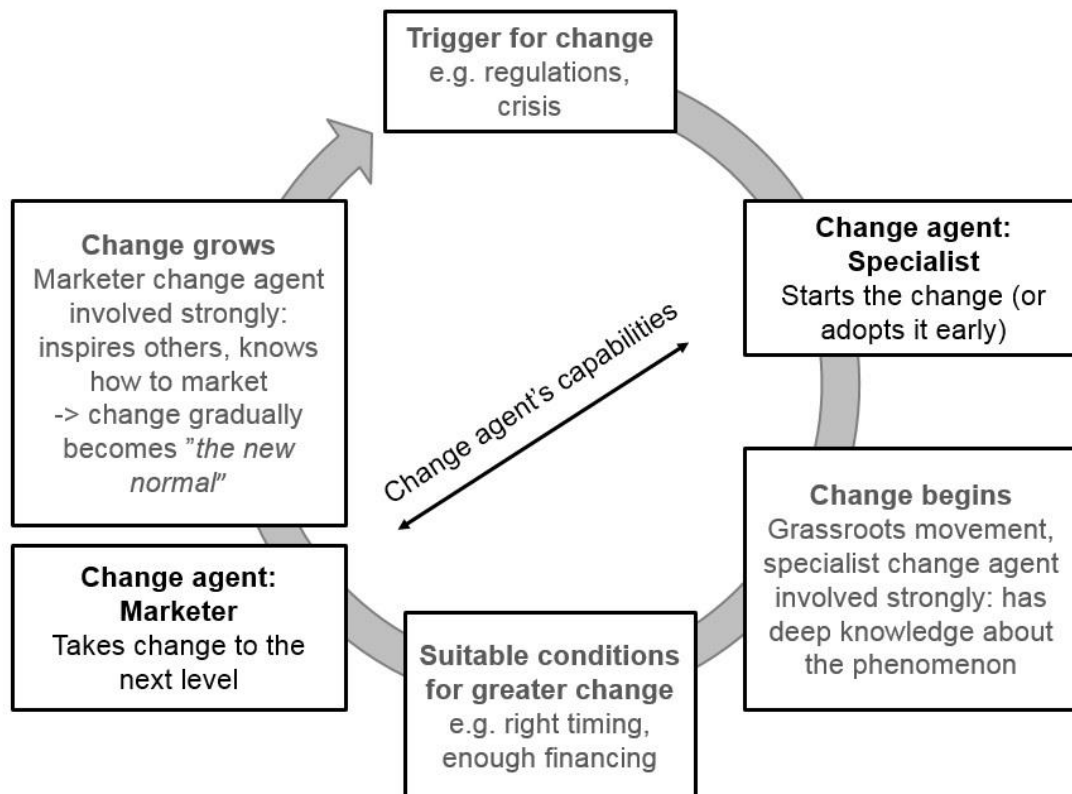 Trigger for change
e.g. regulations,
crisis
Change agent:
Specialist
Starts the change (or
adopts it early)
Change begins
Grassroots movement,
specialist change agent
involved strongly: has
deep knowledge about
the phenomenon
Suitable conditions
for greater change
e.g. right timing,
enough financing
Change agent:
Marketer
Takes change to the
next level
Change grows
Marketer change agent
involved strongly:
inspires others, knows
how to market
-> change gradually
becomes ”the new
normal”
Change agent’s capabilities